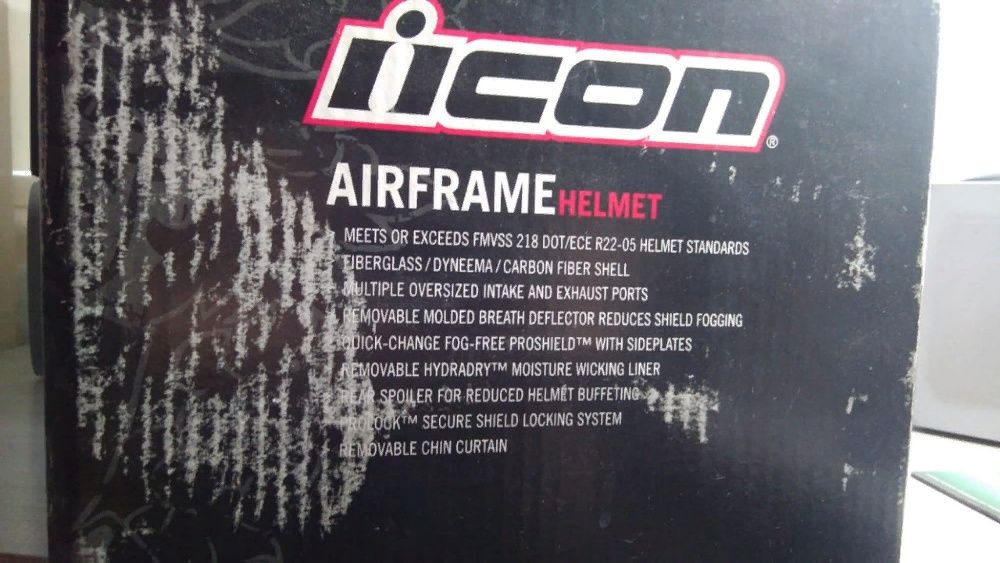 icon®
AIRFRAME HELMET
MEETS OR EXCEEDS FMVSS 218 DOT/ECE R22-05 HELMET STANDARDS
FIBERGLASS / DYNEEMA / CARBON FIBER SHELL
MULTIPLE OVERSIZED INTAKE AND EXHAUST PORTS
REMOVABLE MOLDED BREATH DEFLECTOR REDUCES SHIELD FOGGING
QUICK-CHANGE FOG-FREE PROSHIELD™ WITH SIDEPLATES
REMOVABLE HYDRADRY™ MOISTURE WICKING LINER
REAR SPOILER FOR REDUCED HELMET BUFFETING
PROLOCK™ SECURE SHIELD LOCKING SYSTEM
REMOVABLE CHIN CURTAIN